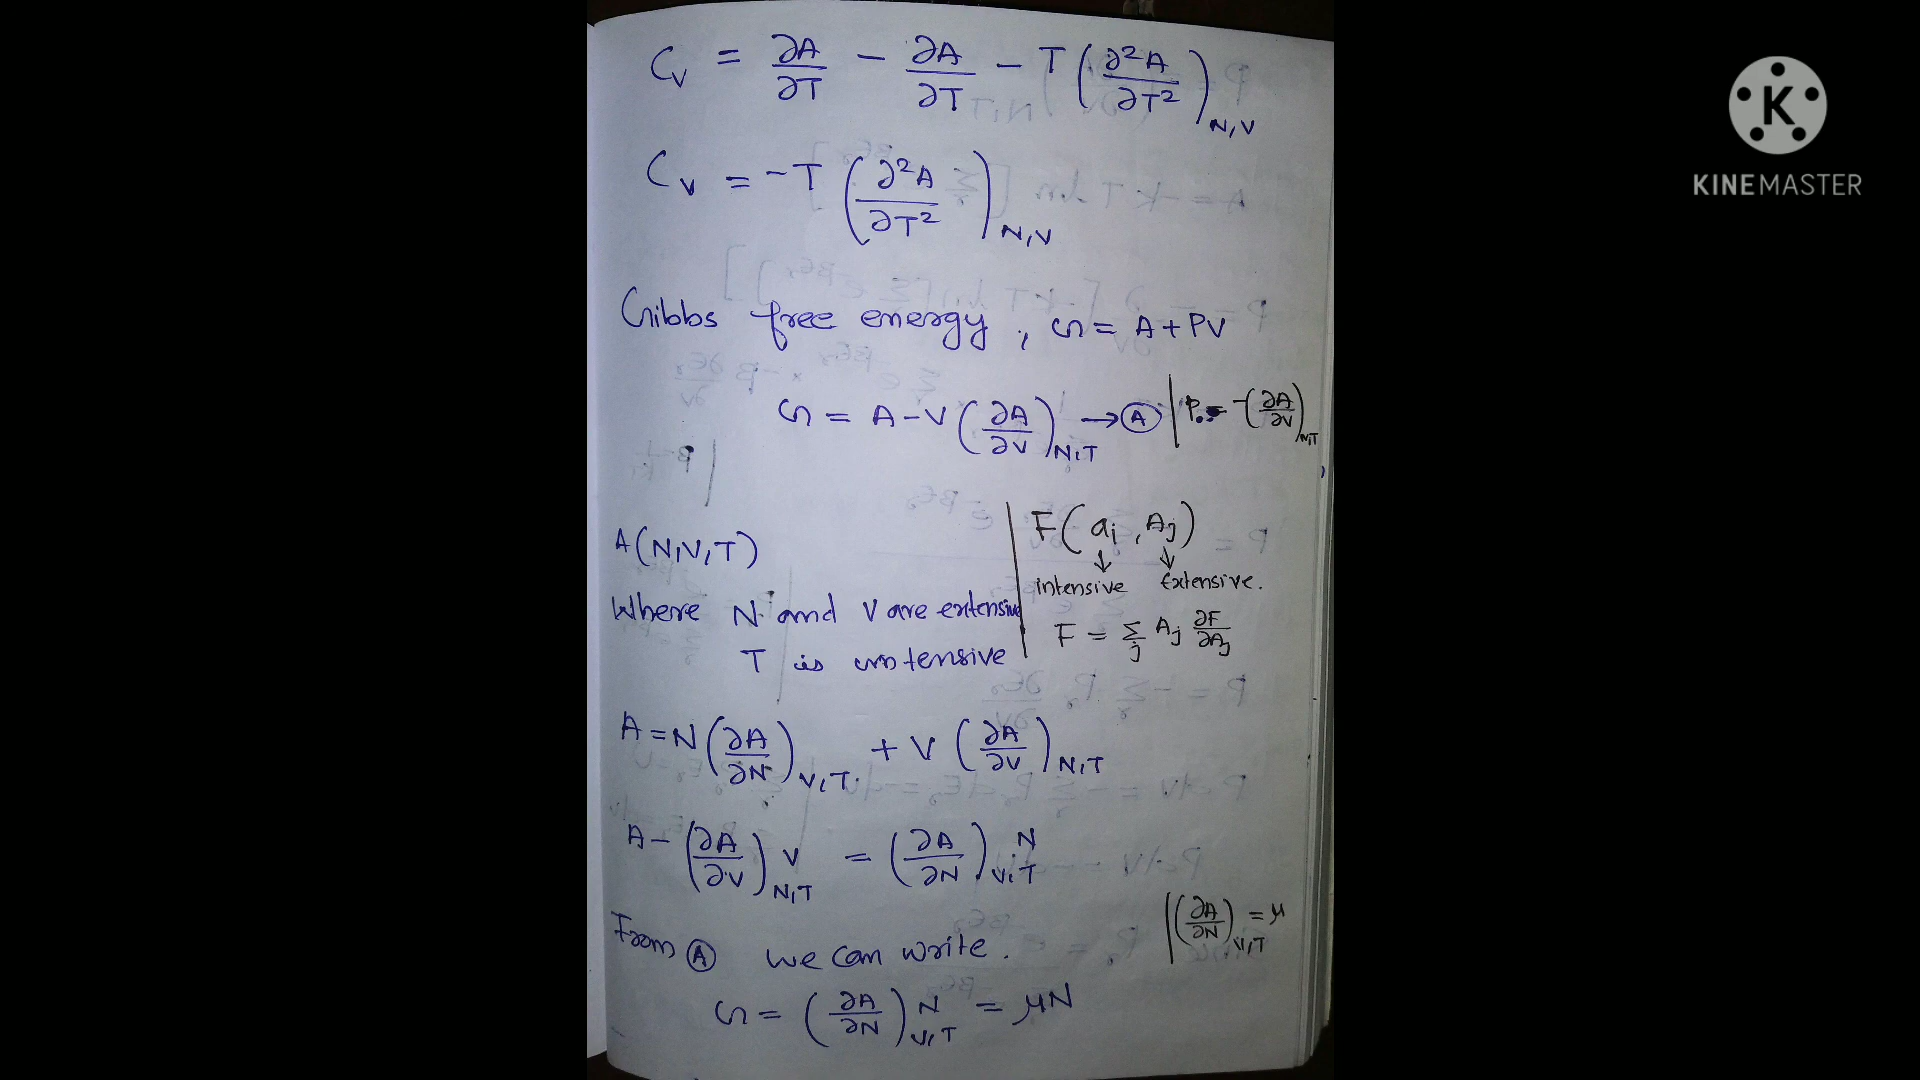 Cv = ∂A/∂T − ∂A/∂T − T(∂²A/∂T²)N,V
Cv = −T(∂²A/∂T²)N,V
Gibbs free energy, G = A + PV
G = A − V(∂A/∂V)N,T → Ⓐ | P = −(∂A/∂V)N,T
F(aᵢ, Aⱼ)
intensive Extensive.
F = Σⱼ Aⱼ ∂F/∂Aⱼ
A(N,V,T)
Where N and V are extensive
T is intensive
A = N(∂A/∂N)V,T + V(∂A/∂V)N,T
A − (∂A/∂V)N,T V = (∂A/∂N)V,T N
From Ⓐ we can write.
(∂A/∂N)V,T = μ
G = (∂A/∂N)V,T N = μN
KINEMASTER